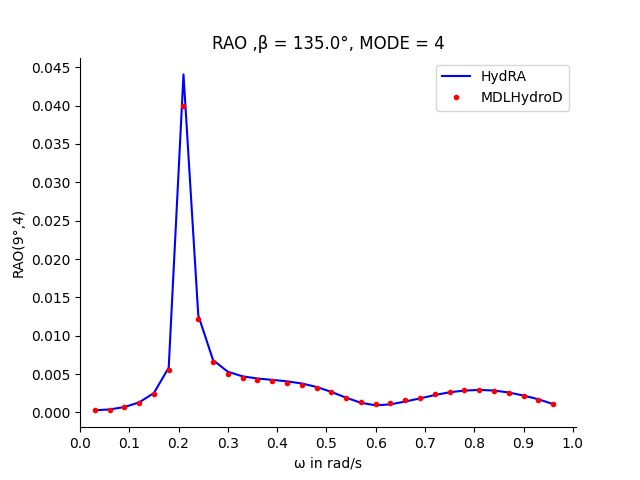 RAO ,β = 135.0°, MODE = 4
HydRA
MDLHydroD
0.045
0.040
0.035
0.030
0.025
0.020
0.015
0.010
0.005
0.000
RAO(9°,4)
0.0 0.1 0.2 0.3 0.4 0.5 0.6 0.7 0.8 0.9 1.0
ω in rad/s